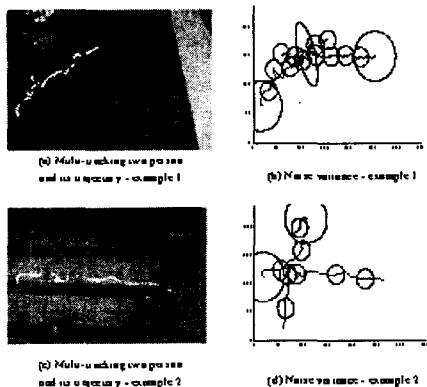 (a) Multi-tracking two person
and its trajectory - example 1
(b) Noise variance - example 1
(c) Multi-tracking two person
and its trajectory - example 2
(d) Noise variance - example 2